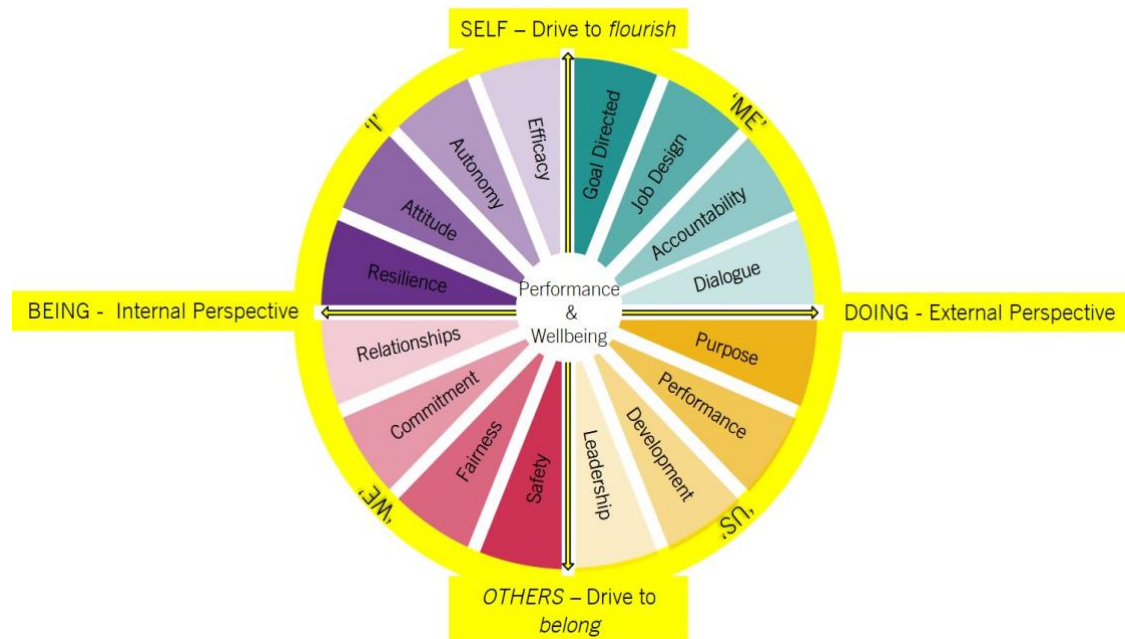 SELF – Drive to flourish
'I'
'ME'
Efficacy
Autonomy
Attitude
Resilience
Goal Directed
Job Design
Accountability
Dialogue
Performance
&
Wellbeing
BEING - Internal Perspective
DOING - External Perspective
Relationships
Commitment
Fairness
Safety
Purpose
Performance
Development
Leadership
'WE'
'US'
OTHERS – Drive to
belong